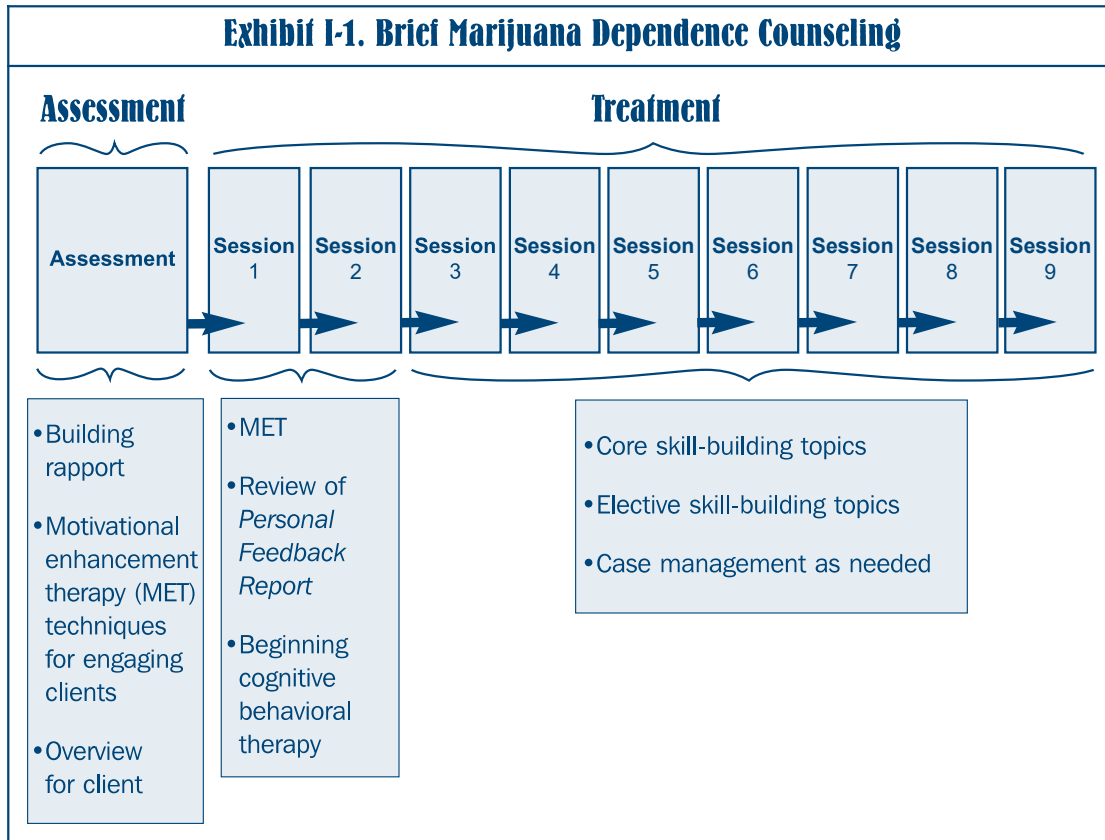 Exhibit I-1. Brief Marijuana Dependence Counseling
Assessment
Treatment
Assessment
Session
1
Session
2
Session
3
Session
4
Session
5
Session
6
Session
7
Session
8
Session
9
•Building
rapport
•Motivational
enhancement
therapy (MET)
techniques
for engaging
clients
•Overview
for client
•MET
•Review of
Personal
Feedback
Report
•Beginning
cognitive
behavioral
therapy
•Core skill-building topics
•Elective skill-building topics
•Case management as needed